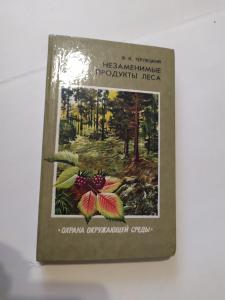 НЕЗАМЕНИМЫЕ
ПРОДУКТЫ ЛЕСА
«ОХРАНА ОКРУЖАЮЩЕЙ СРЕДЫ»